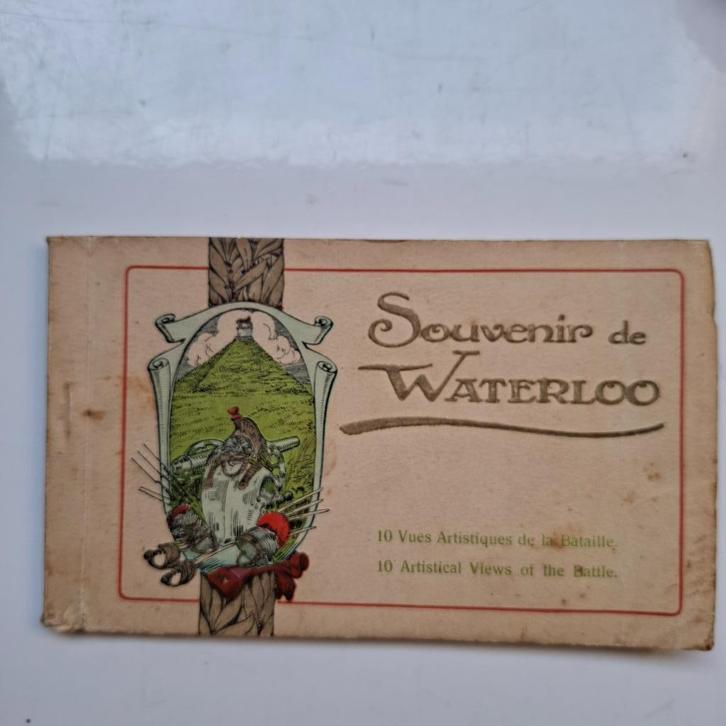 Souvenir de
WATERLOO
10 Vues Artistiques de la Bataille.
10 Artistical Views of the Battle.